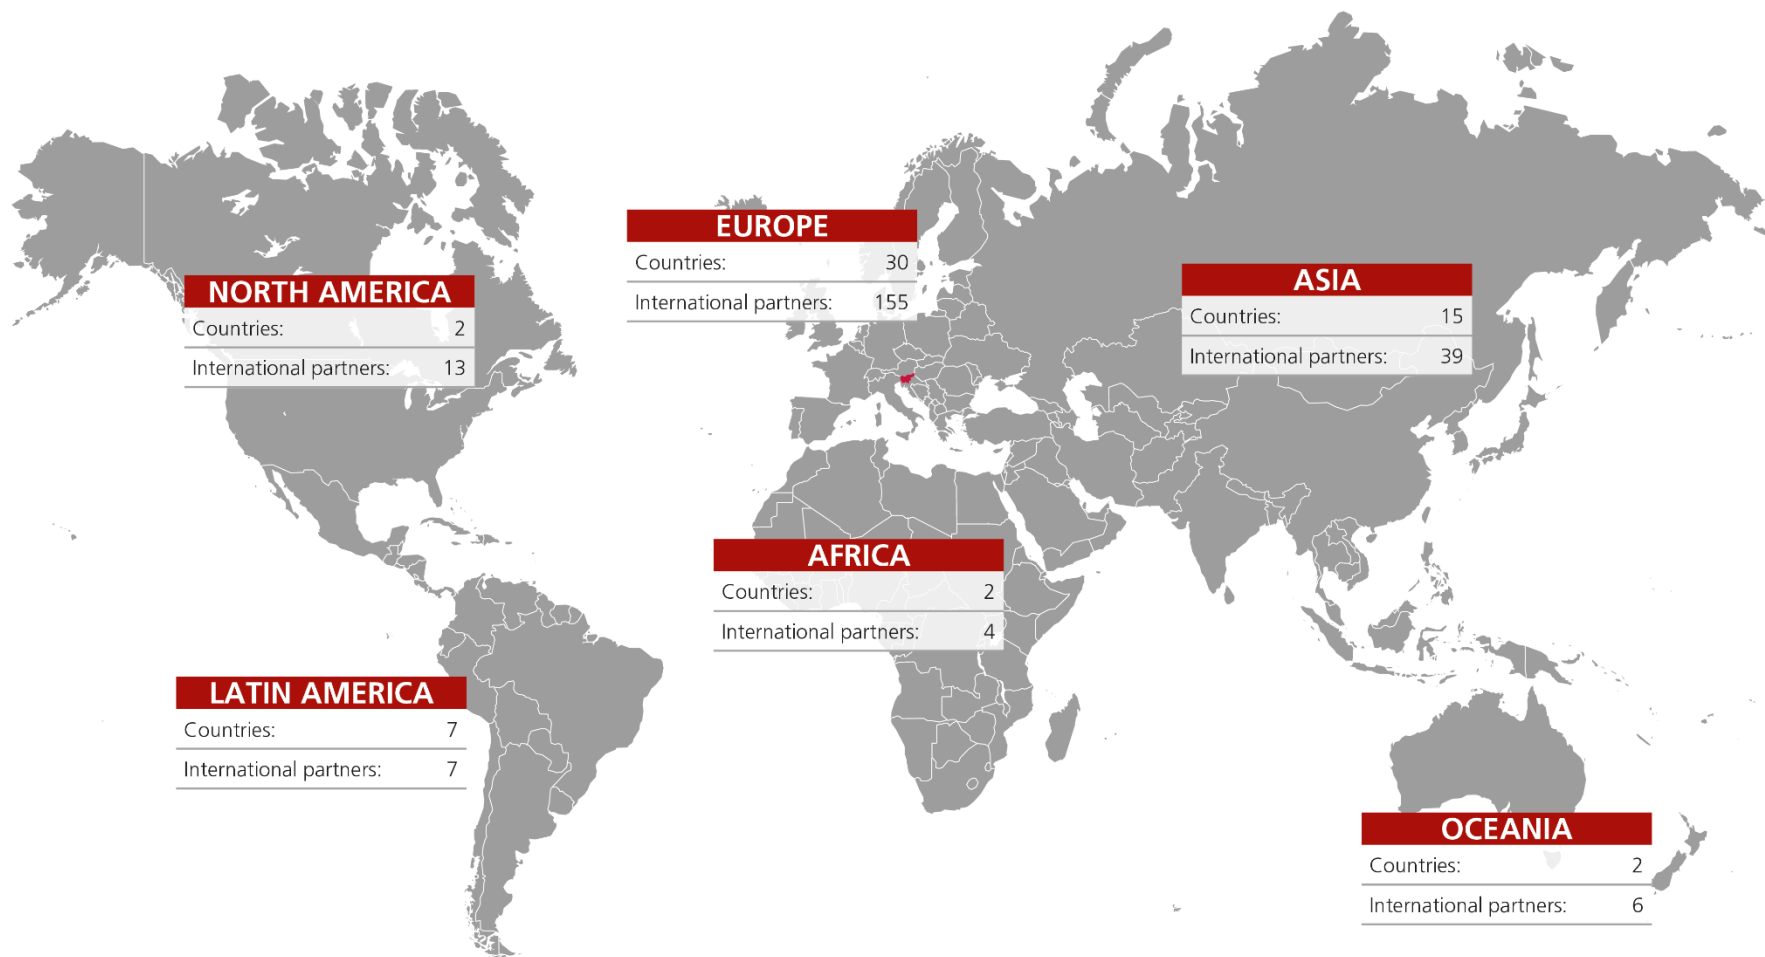 EUROPE
Countries: 30
International partners: 155
ASIA
Countries: 15
International partners: 39
NORTH AMERICA
Countries: 2
International partners: 13
AFRICA
Countries: 2
International partners: 4
LATIN AMERICA
Countries: 7
International partners: 7
OCEANIA
Countries: 2
International partners: 6